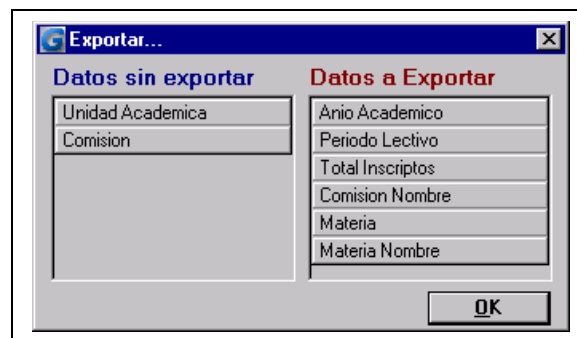 Exportar...
Datos sin exportar
Unidad Academica
Comision
Datos a Exportar
Anio Academico
Periodo Lectivo
Total Inscriptos
Comision Nombre
Materia
Materia Nombre
OK